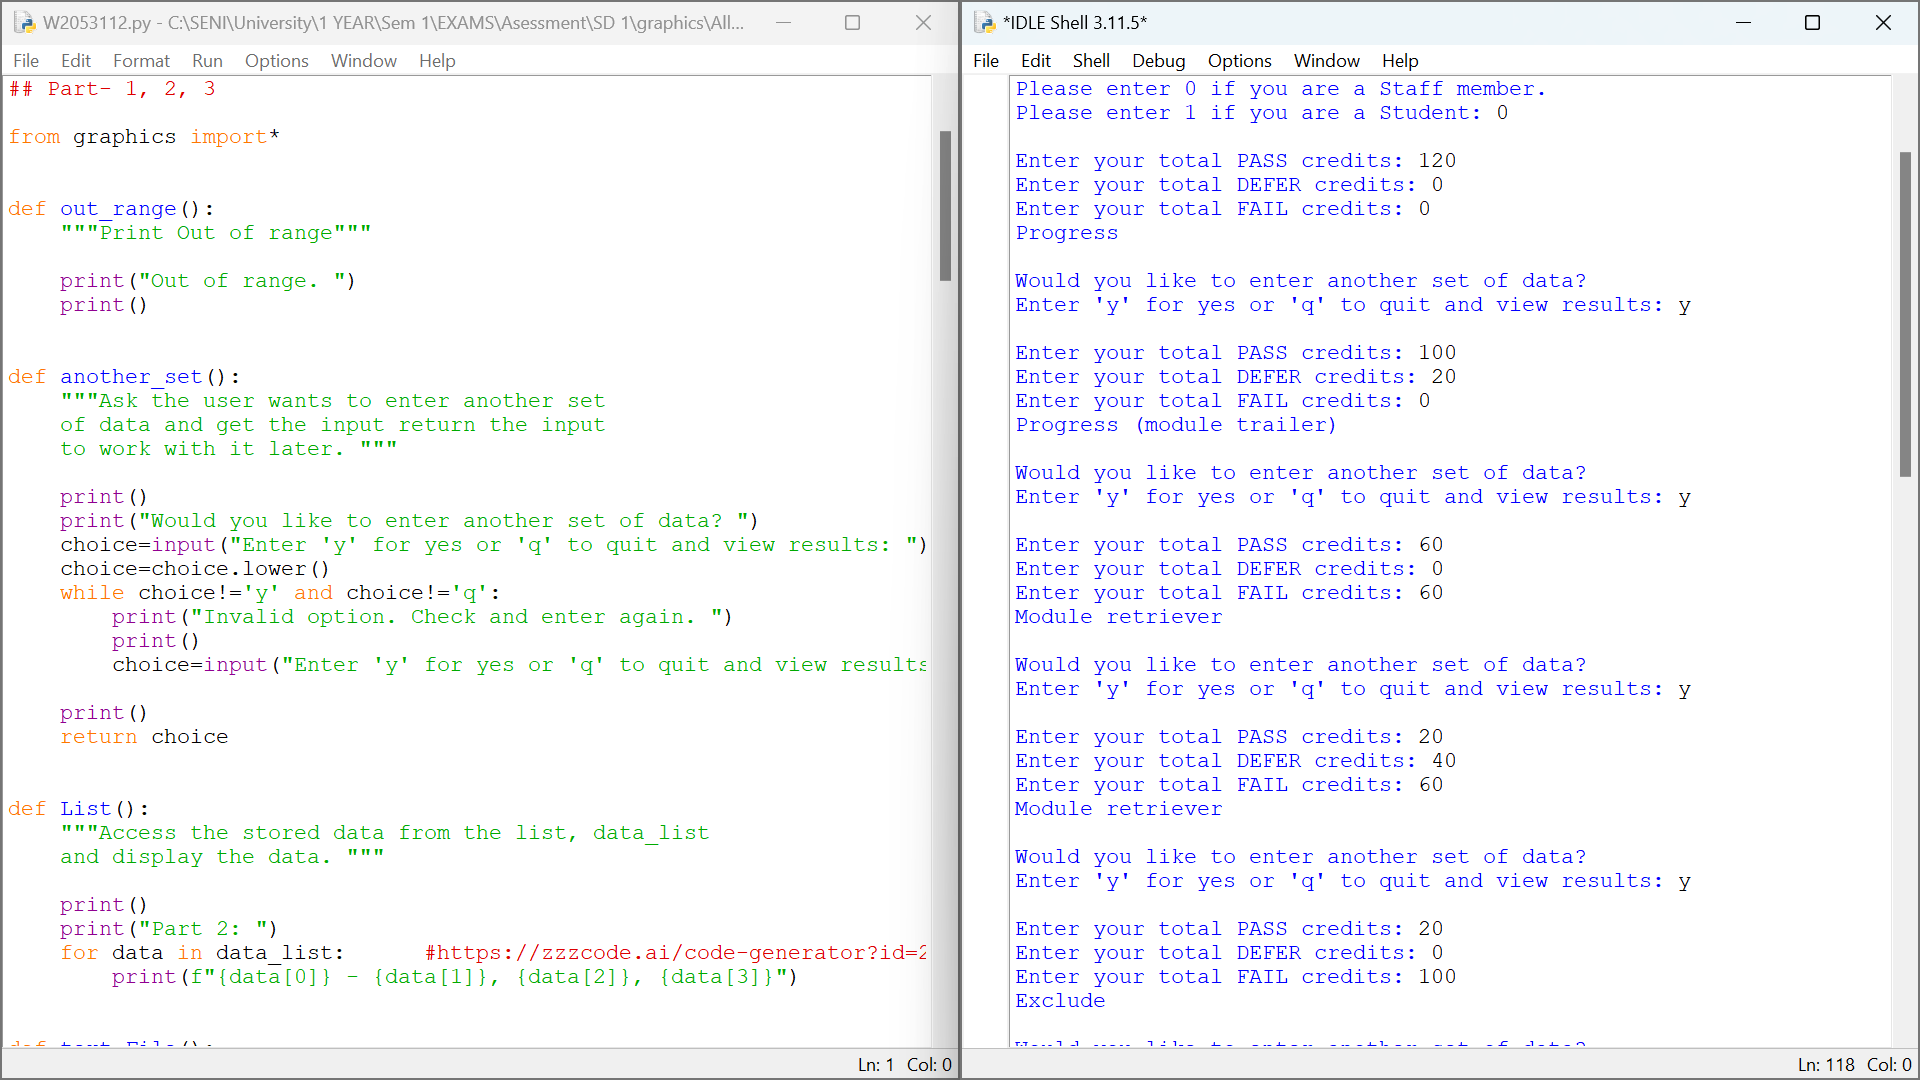 W2053112.py - C:\SENI\University\1 YEAR\Sem 1\EXAMS\Asessment\SD 1\graphics\All...
File Edit Format Run Options Window Help
## Part- 1, 2, 3
from graphics import*
def out_range():
"""Print Out of range"""
print("Out of range. ")
print()
def another_set():
"""Ask the user wants to enter another set
of data and get the input return the input
to work with it later. """
print()
print("Would you like to enter another set of data? ")
choice=input("Enter 'y' for yes or 'q' to quit and view results: ")
choice=choice.lower()
while choice!='y' and choice!='q':
print("Invalid option. Check and enter again. ")
print()
choice=input("Enter 'y' for yes or 'q' to quit and view results
print()
return choice
def List():
"""Access the stored data from the list, data_list
and display the data. """
print()
print("Part 2: ")
for data in data_list: #https://zzzcode.ai/code-generator?id=2
print(f"{data[0]} - {data[1]}, {data[2]}, {data[3]}")
def text_File():
Ln: 1 Col: 0
*IDLE Shell 3.11.5*
File Edit Shell Debug Options Window Help
Please enter 0 if you are a Staff member.
Please enter 1 if you are a Student: 0
Enter your total PASS credits: 120
Enter your total DEFER credits: 0
Enter your total FAIL credits: 0
Progress
Would you like to enter another set of data?
Enter 'y' for yes or 'q' to quit and view results: y
Enter your total PASS credits: 100
Enter your total DEFER credits: 20
Enter your total FAIL credits: 0
Progress (module trailer)
Would you like to enter another set of data?
Enter 'y' for yes or 'q' to quit and view results: y
Enter your total PASS credits: 60
Enter your total DEFER credits: 0
Enter your total FAIL credits: 60
Module retriever
Would you like to enter another set of data?
Enter 'y' for yes or 'q' to quit and view results: y
Enter your total PASS credits: 20
Enter your total DEFER credits: 40
Enter your total FAIL credits: 60
Module retriever
Would you like to enter another set of data?
Enter 'y' for yes or 'q' to quit and view results: y
Enter your total PASS credits: 20
Enter your total DEFER credits: 0
Enter your total FAIL credits: 100
Exclude
Would you like to enter another set of data?
Ln: 118 Col: 0